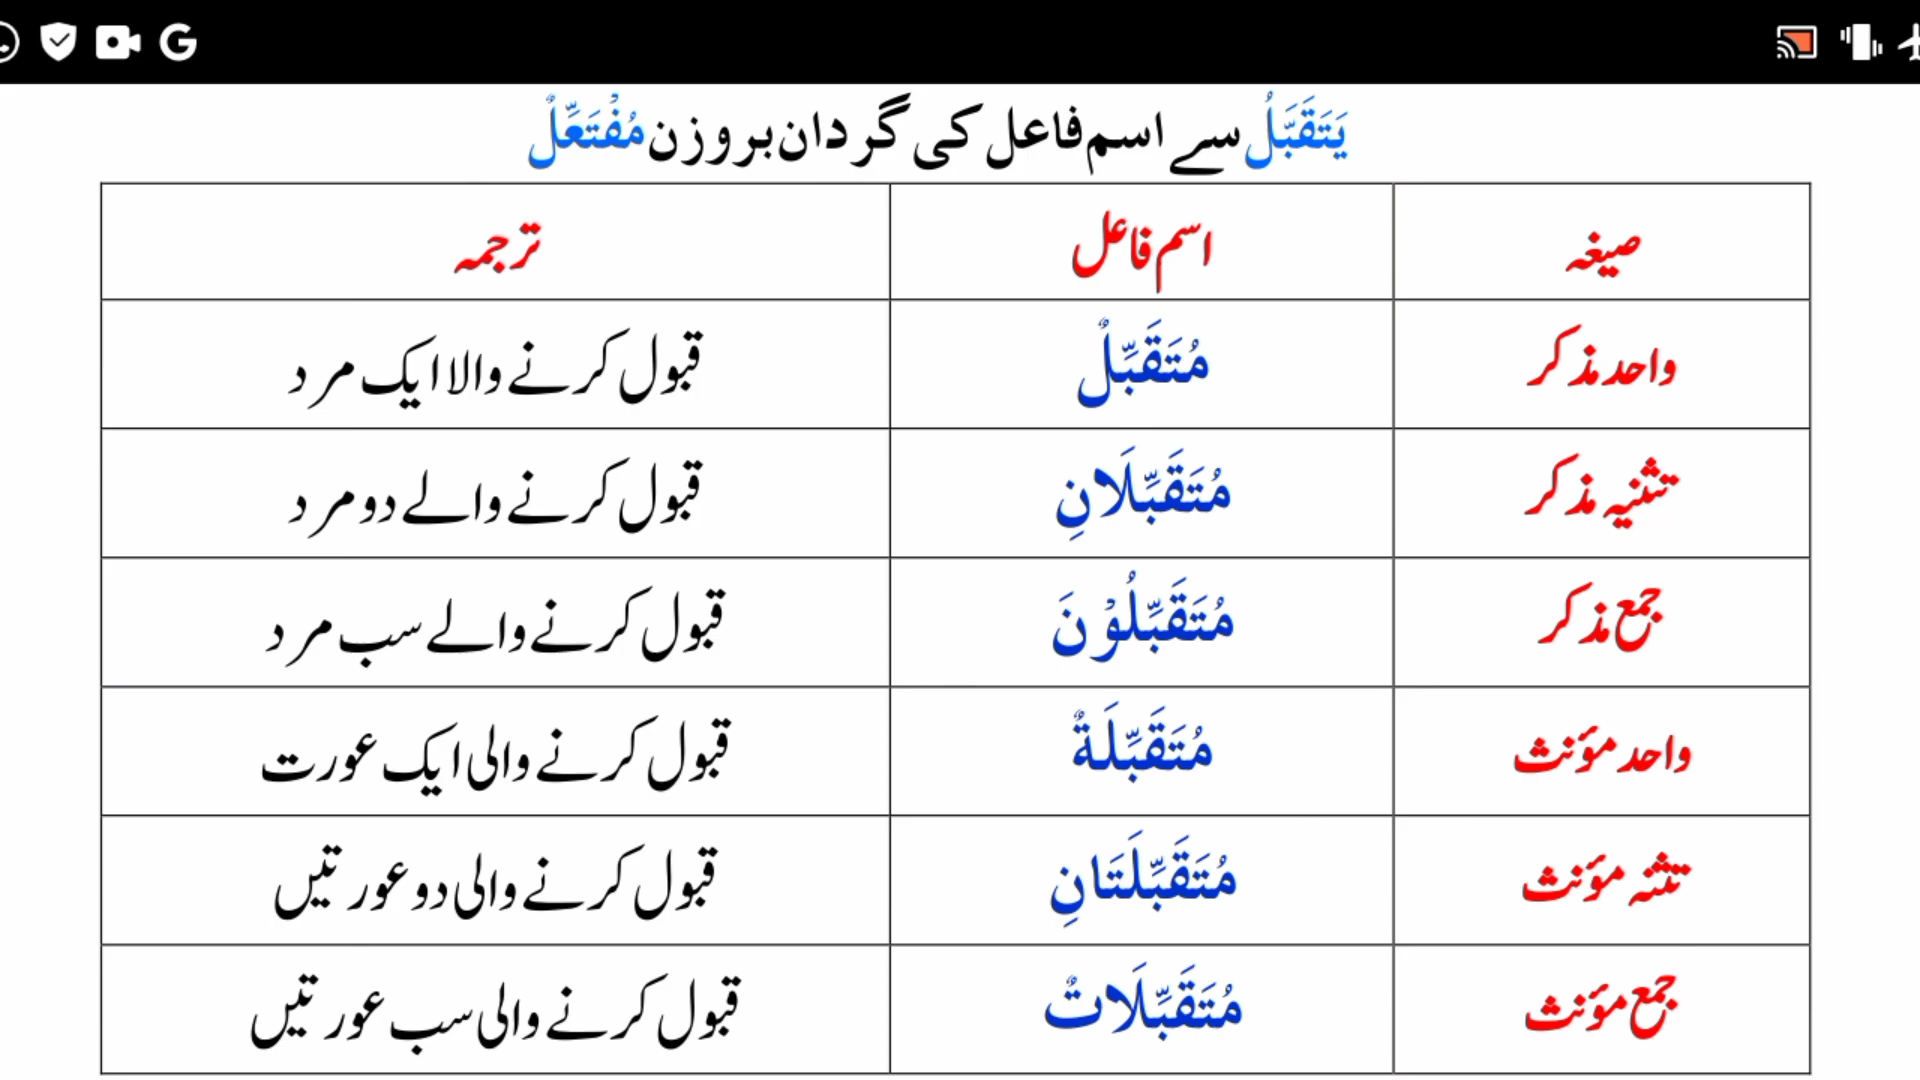 يَتَقَبَّلُ سے اسم فاعل کی گردان بروزن مُفْتَعِّلٌ
صیغہ اسم فاعل ترجمہ
واحد مذکر مُتَقَبِّلٌ قبول کرنے والا ایک مرد
تثنیہ مذکر مُتَقَبِّلَانِ قبول کرنے والے دو مرد
جمع مذکر مُتَقَبِّلُوْنَ قبول کرنے والے سب مرد
واحد مؤنث مُتَقَبِّلَةٌ قبول کرنے والی ایک عورت
تثنہ مؤنث مُتَقَبِّلَتَانِ قبول کرنے والی دو عورتیں
جمع مؤنث مُتَقَبِّلَاتٌ قبول کرنے والی سب عورتیں